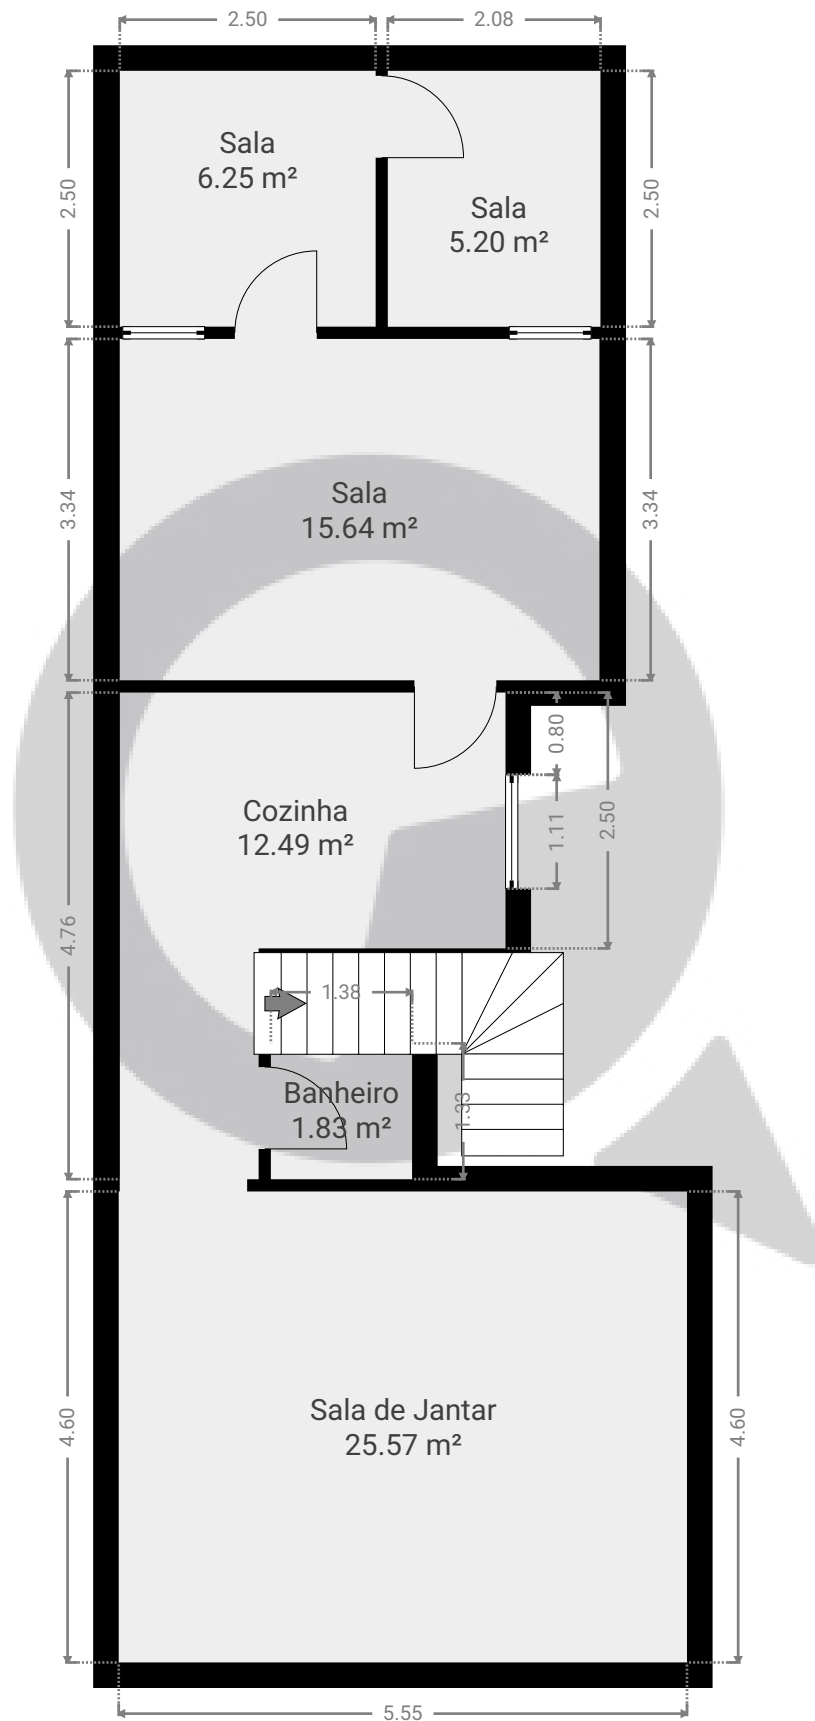 2.50
2.08
Sala
6.25 m²
Sala
5.20 m²
2.50
2.50
Sala
15.64 m²
3.34
3.34
0.80
Cozinha
12.49 m²
1.11
2.50
4.76
1.38
Banheiro
1.83 m²
1.33
Sala de Jantar
25.57 m²
4.60
4.60
5.55